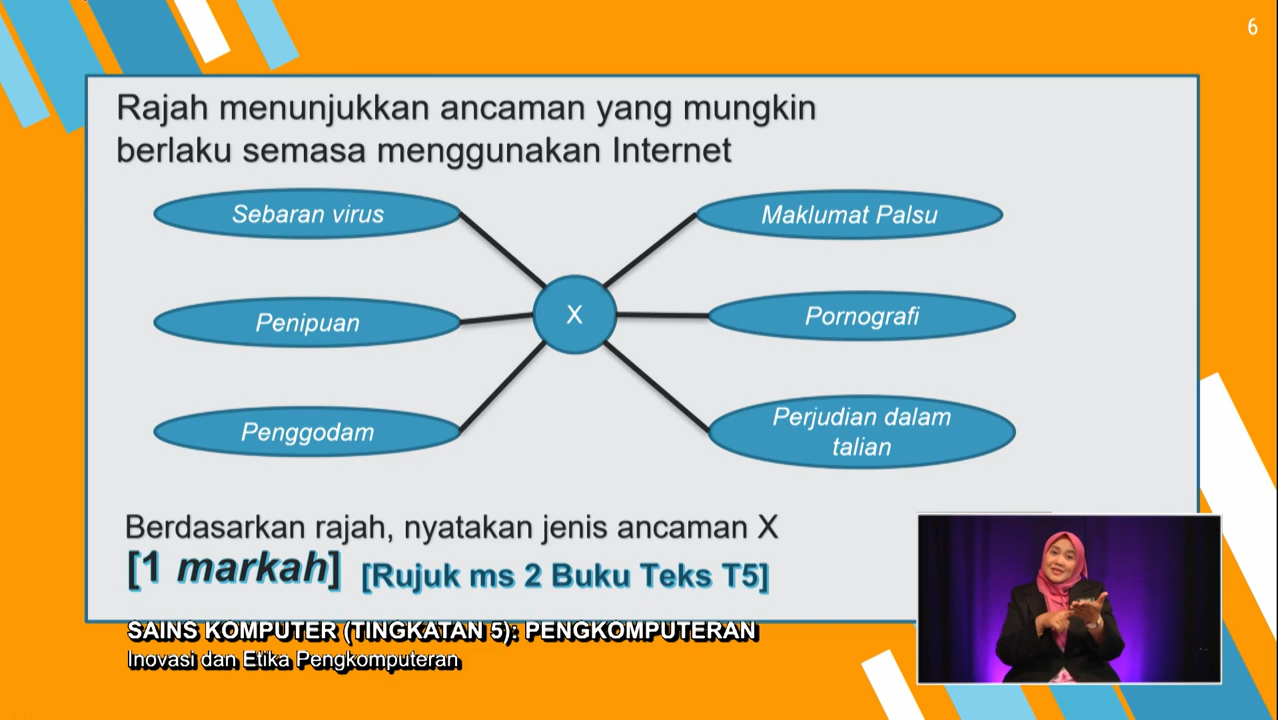 6
Rajah menunjukkan ancaman yang mungkin
berlaku semasa menggunakan Internet
Sebaran virus
Maklumat Palsu
Penipuan
X
Pornografi
Penggodam
Perjudian dalam
talian
Berdasarkan rajah, nyatakan jenis ancaman X
[1 markah] [Rujuk ms 2 Buku Teks T5]
SAINS KOMPUTER (TINGKATAN 5): PENGKOMPUTERAN
Inovasi dan Etika Pengkomputeran